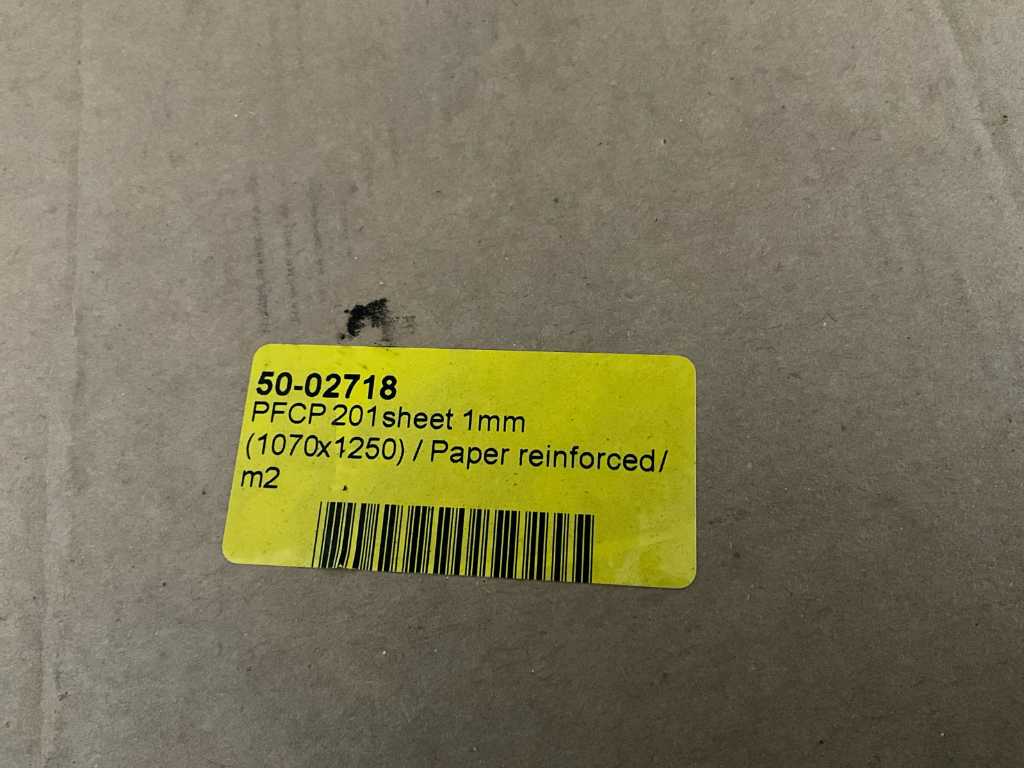 50-02718
PFCP 201sheet 1mm
(1070x1250) / Paper reinforced/
m2